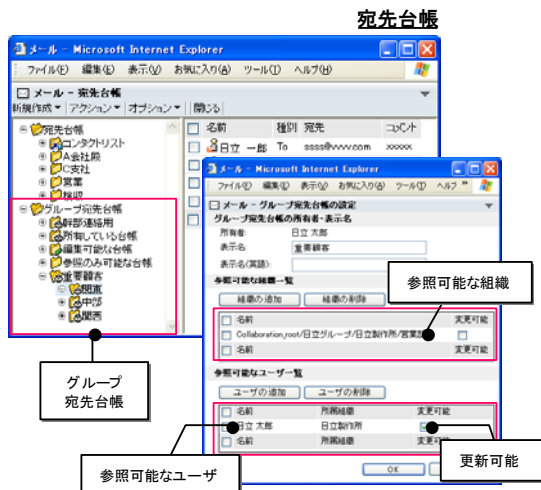 宛先台帳
メール - Microsoft Internet Explorer
ファイル(F) 編集(E) 表示(V) お気に入り(A) ツール(T) ヘルプ(H)
メール - 宛先台帳
新規作成 アクション オプション 閉じる
宛先台帳
コンタクトリスト
A会社殿
C支社
営業
検収
グループ宛先台帳
幹部連絡用
所有している台帳
編集可能な台帳
参照のみ可能な台帳
重要顧客
関東
中部
関西
名前 種別 宛先 コメント
日立 一郎 To ssss@vvvv.com xxxxx
メール - Microsoft Internet Explorer
ファイル(F) 編集(E) 表示(V) お気に入り(A) ツール(T) »
メール - グループ宛先台帳の設定
グループ宛先台帳の所有者・表示名
所有者: 日立 太郎
表示名: 重要顧客
表示名(英語):
参照可能な組織一覧
組織の追加 組織の削除
名前 変更可能
Collaboration_root/日立グループ/日立製作所/営業部
名前 変更可能
参照可能なユーザ一覧
ユーザの追加 ユーザの削除
名前 所属組織 変更可能
日立 太郎 日立製作所
名前 所属組織 変更可能
OK
参照可能な組織
グループ
宛先台帳
参照可能なユーザ
更新可能